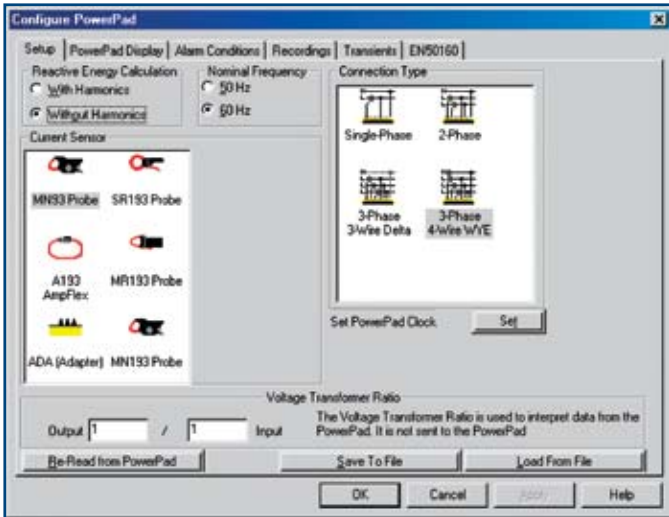 Configure PowerPad
Setup PowerPad Display Alarm Conditions Recordings Transients EN50160
Reactive Energy Calculation
With Harmonics
Without Harmonics
Nominal Frequency
50 Hz
60 Hz
Connection Type
Single-Phase 2-Phase
3-Phase 3-Phase
3-Wire Delta 4-Wire WYE
Current Sensor
MN93 Probe SR193 Probe
A193 MR193 Probe
AmpFlex
ADA (Adapter) MN193 Probe
Set PowerPad Clock Set
Voltage Transformer Ratio
Output 1 / 1 Input
The Voltage Transformer Ratio is used to interpret data from the
PowerPad. It is not sent to the PowerPad
Re-Read from PowerPad Save To File Load From File
OK Cancel Apply Help